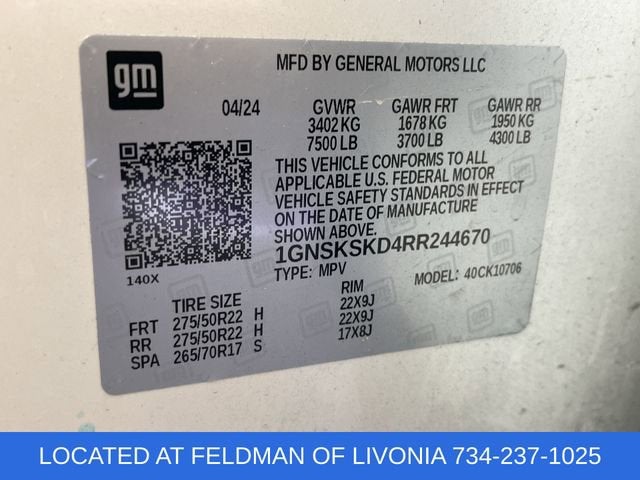 gm
MFD BY GENERAL MOTORS LLC
04/24 GVWR GAWR FRT GAWR RR
3402 KG 1678 KG 1950 KG
7500 LB 3700 LB 4300 LB
THIS VEHICLE CONFORMS TO ALL
APPLICABLE U.S. FEDERAL MOTOR
VEHICLE SAFETY STANDARDS IN EFFECT
ON THE DATE OF MANUFACTURE
SHOWN ABOVE.
1GNSKSKD4RR244670
140X TYPE: MPV MODEL: 40CK10706
TIRE SIZE RIM
FRT 275/50R22 H 22X9J
RR 275/50R22 H 22X9J
SPA 265/70R17 S 17X8J
LOCATED AT FELDMAN OF LIVONIA 734-237-1025